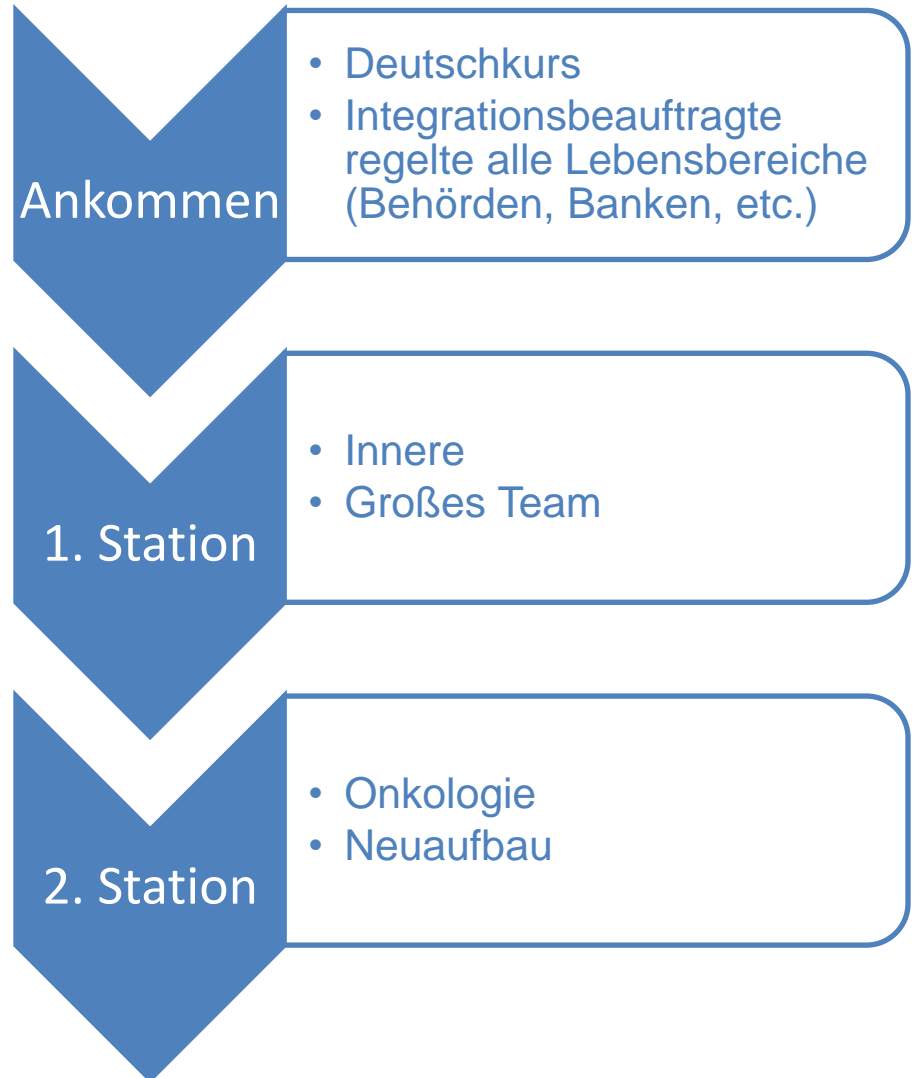 Ankommen
• Deutschkurs
• Integrationsbeauftragte
regelte alle Lebensbereiche
(Behörden, Banken, etc.)
1. Station
• Innere
• Großes Team
2. Station
• Onkologie
• Neuaufbau